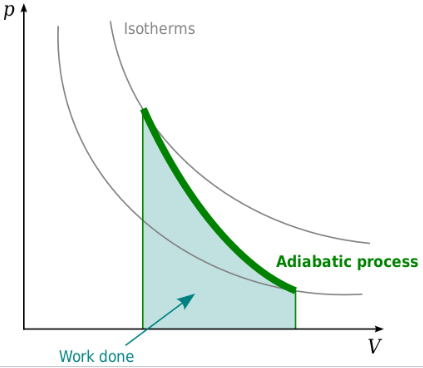 p
Isotherms
Adiabatic process
V
Work done